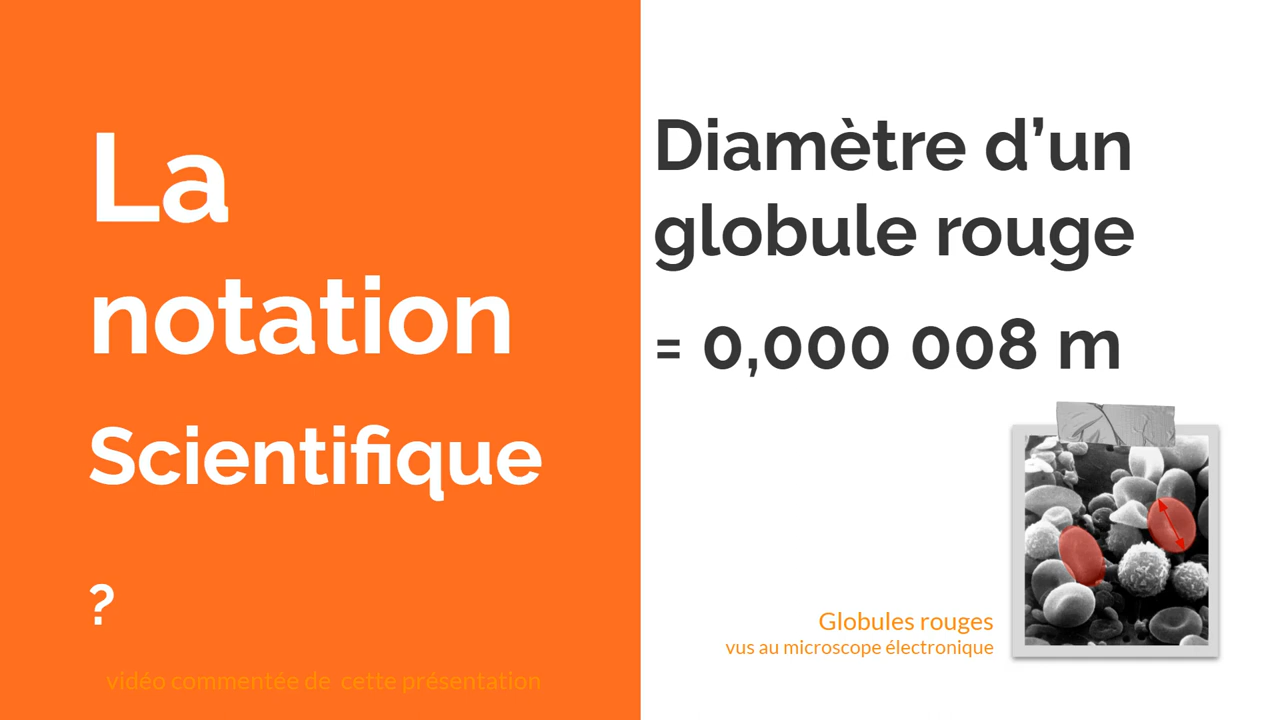 La
notation
Scientifique
?
vidéo commentée de cette présentation
Diamètre d’un
globule rouge
= 0,000 008 m
Globules rouges
vus au microscope électronique